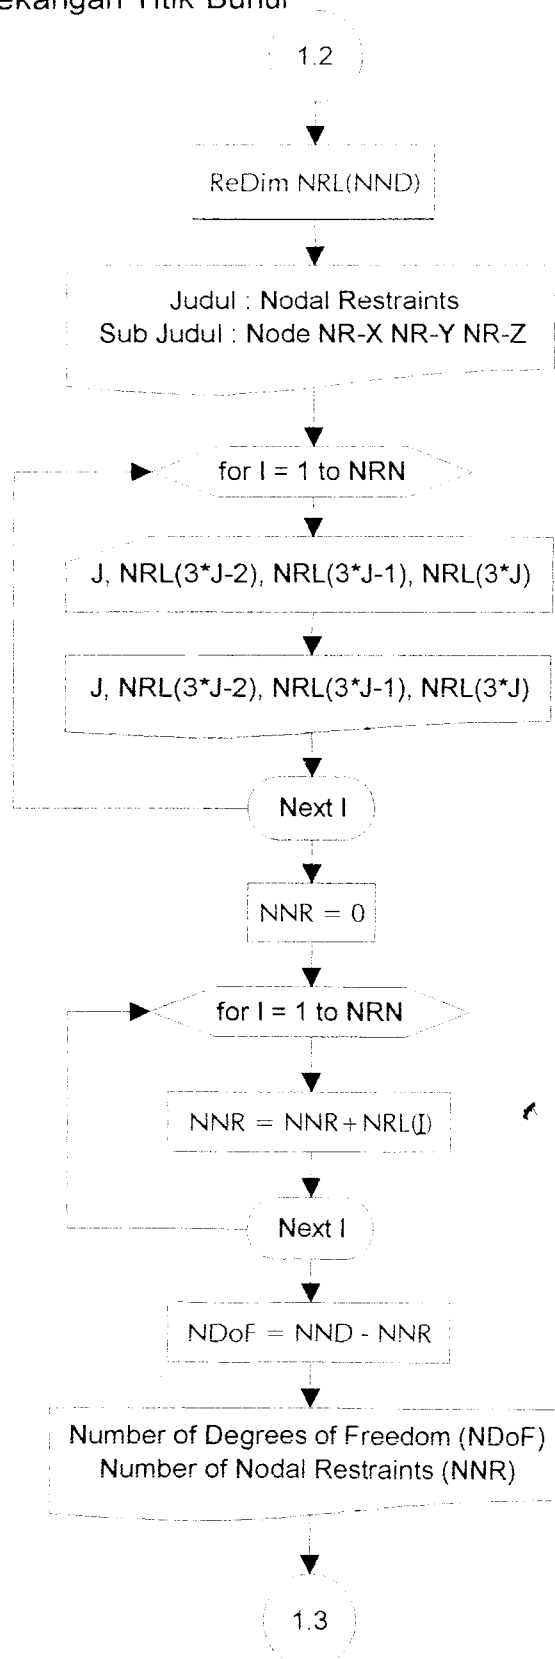 Titik Buhul
1.2
ReDim NRL(NND)
Judul : Nodal Restraints
Sub Judul : Node NR-X NR-Y NR-Z
for I = 1 to NRN
J, NRL(3*J-2), NRL(3*J-1), NRL(3*J)
J, NRL(3*J-2), NRL(3*J-1), NRL(3*J)
Next I
NNR = 0
for I = 1 to NRN
NNR = NNR+NRL(I)
Next I
NDoF = NND - NNR
Number of Degrees of Freedom (NDoF)
Number of Nodal Restraints (NNR)
1.3